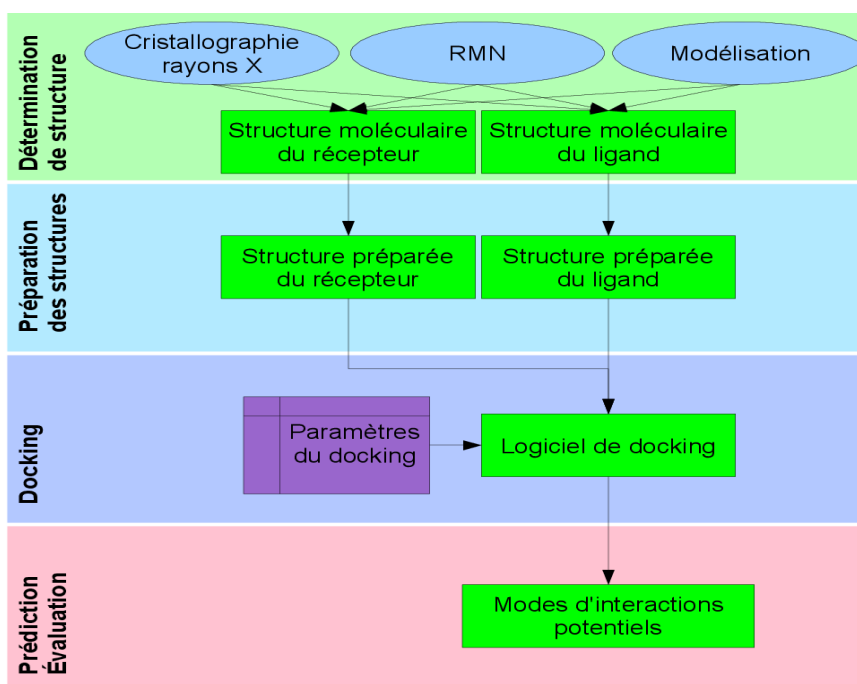 Détermination
de structure
Cristallographie
rayons X
RMN
Modélisation
Structure moléculaire
du récepteur
Structure moléculaire
du ligand
Préparation
des structures
Structure préparée
du récepteur
Structure préparée
du ligand
Docking
Paramètres
du docking
Logiciel de docking
Prédiction
Évaluation
Modes d'interactions
potentiels